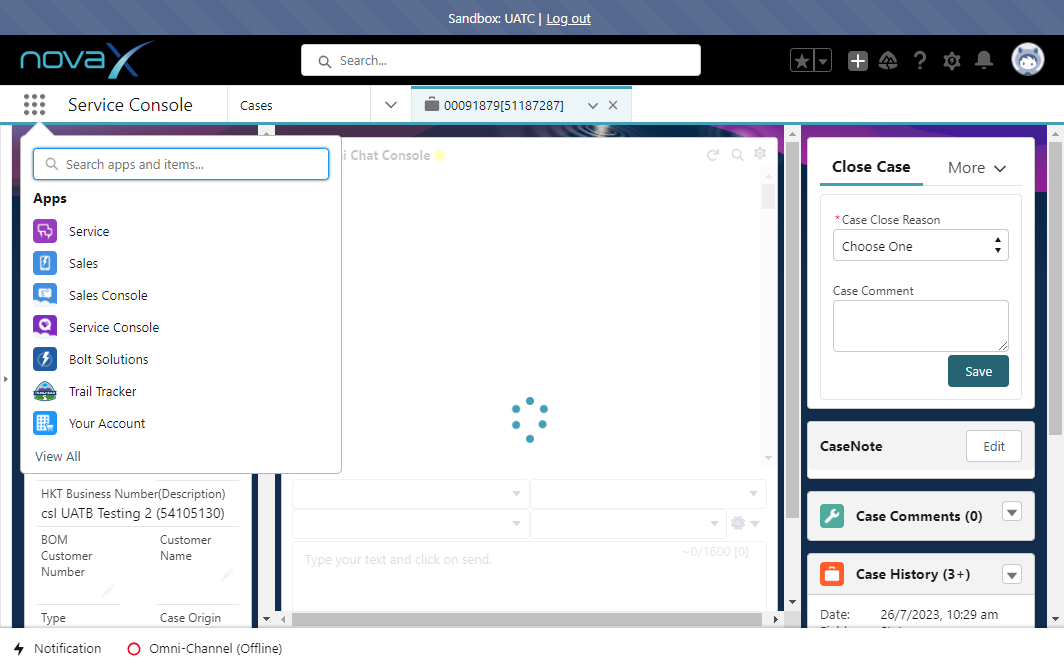 Sandbox: UATC | Log out
novaX
Search...
Service Console
Cases
00091879[51187287]
Search apps and items...
Apps
Service
Sales
Sales Console
Service Console
Bolt Solutions
Trail Tracker
Your Account
View All
HKT Business Number(Description)
csl UATB Testing 2 (54105130)
BOM Customer Number
Customer Name
Type
Case Origin
i Chat Console
~0/1600 [0]
Type your text and click on send.
Close Case
More
*Case Close Reason
Choose One
Case Comment
Save
CaseNote
Edit
Case Comments (0)
Case History (3+)
Date:
26/7/2023, 10:29 am
Notification
Omni-Channel (Offline)